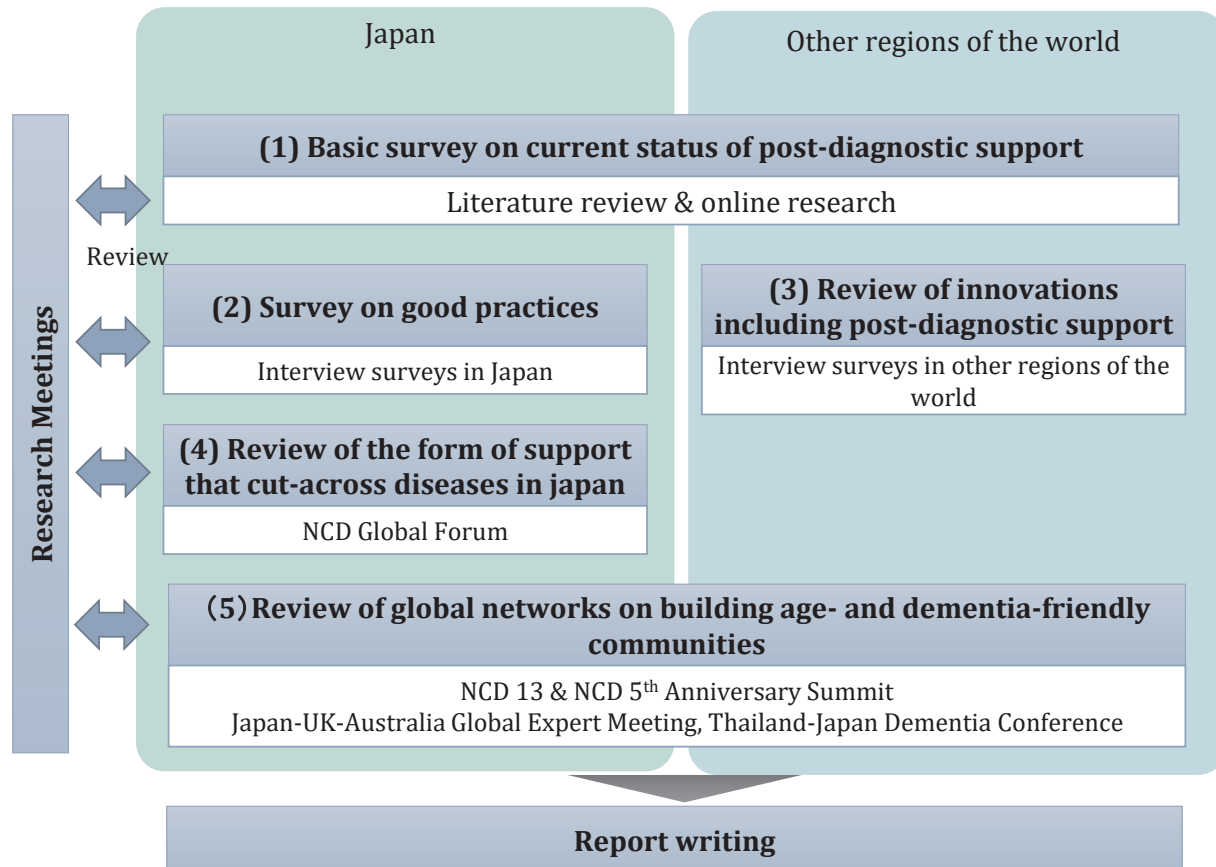 Japan
Other regions of the world
(1) Basic survey on current status of post-diagnostic support
Literature review & online research
Review
(2) Survey on good practices
Interview surveys in Japan
(3) Review of innovations
including post-diagnostic support
Interview surveys in other regions of the
world
Research Meetings
(4) Review of the form of support
that cut-across diseases in japan
NCD Global Forum
(5)Review of global networks on building age- and dementia-friendly
communities
NCD 13 & NCD 5th Anniversary Summit
Japan-UK-Australia Global Expert Meeting, Thailand-Japan Dementia Conference
Report writing